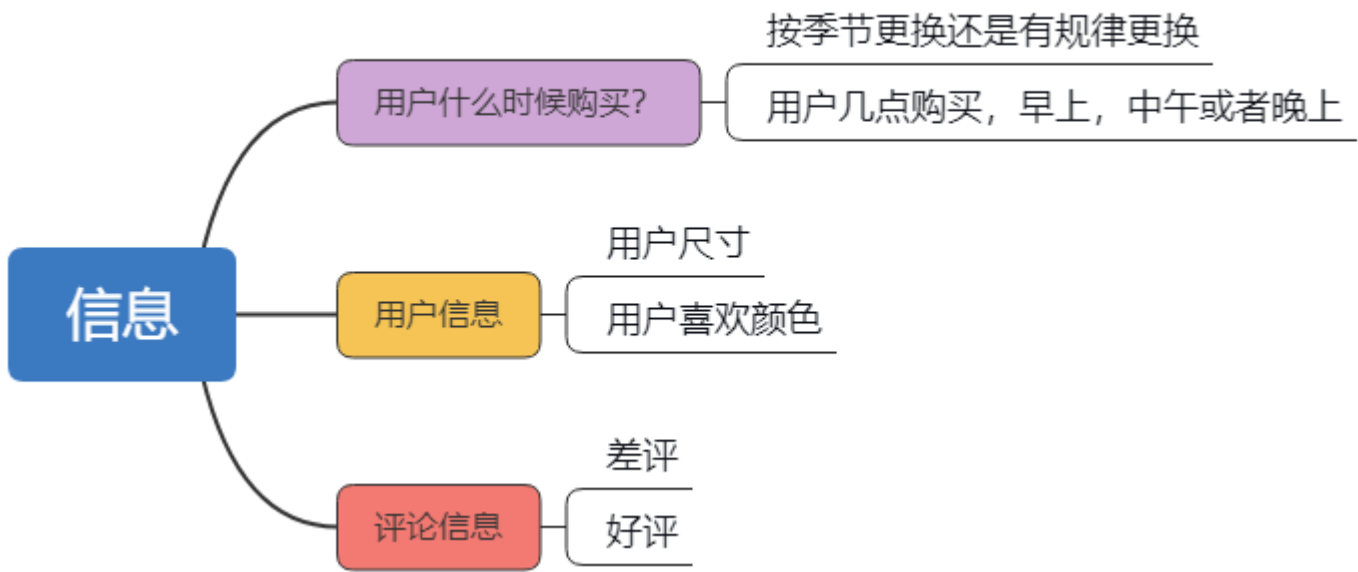 信息
用户什么时候购买?
按季节更换还是有规律更换
用户几点购买，早上，中午或者晚上
用户信息
用户尺寸
用户喜欢颜色
评论信息
差评
好评